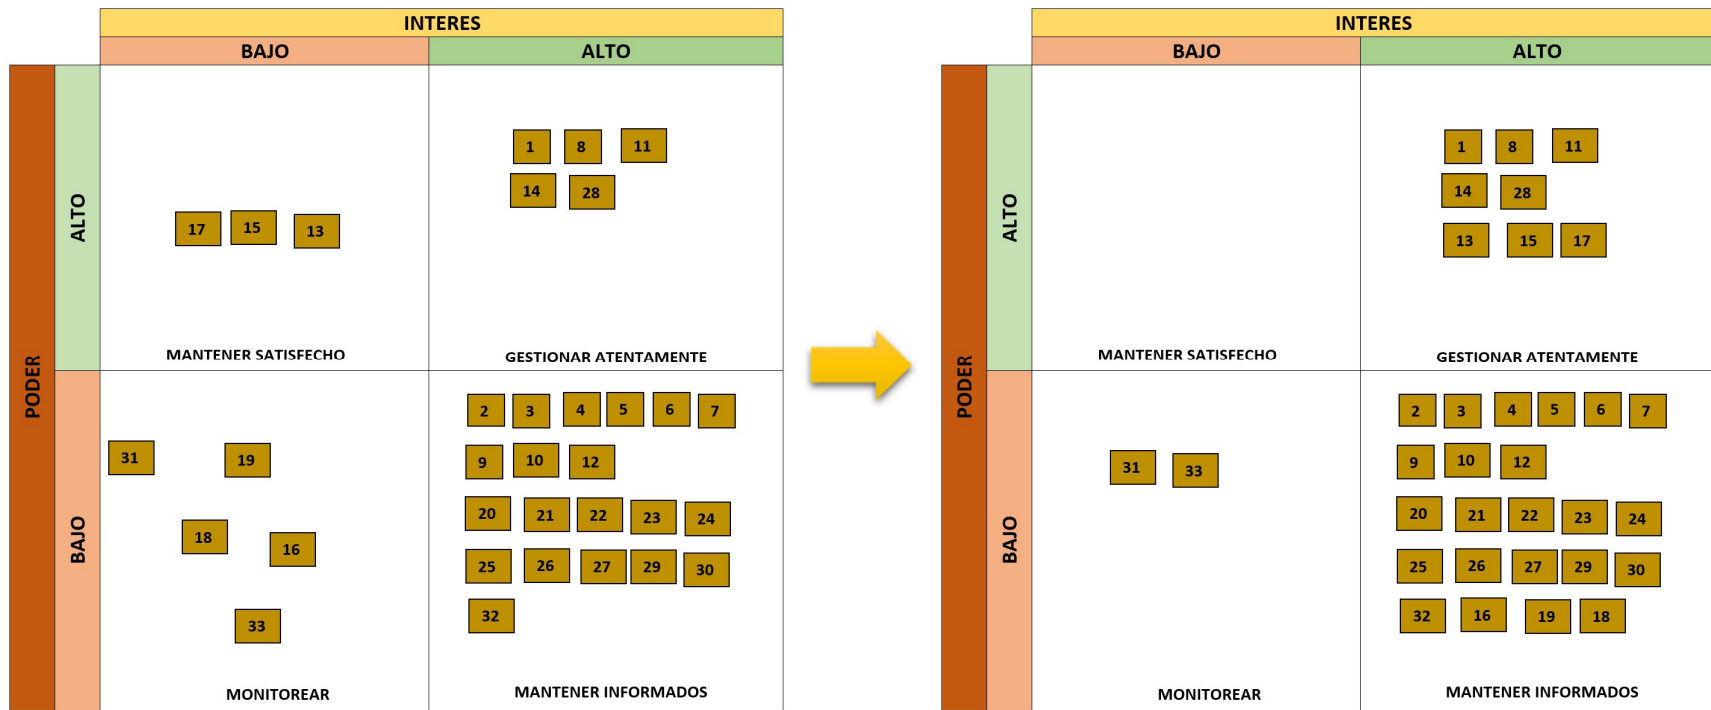 INTERES
BAJO ALTO
PODER
ALTO
1 8 11
14 28
17 15 13
MANTENER SATISFECHO GESTIONAR ATENTAMENTE
BAJO
2 3 4 5 6 7
31 19
9 10 12
20 21 22 23 24
18 16
25 26 27 29 30
32
33
MONITOREAR MANTENER INFORMADOS
INTERES
BAJO ALTO
PODER
ALTO
1 8 11
14 28
13 15 17
MANTENER SATISFECHO GESTIONAR ATENTAMENTE
BAJO
2 3 4 5 6 7
31 33
9 10 12
20 21 22 23 24
25 26 27 29 30
32 16 19 18
MONITOREAR MANTENER INFORMADOS